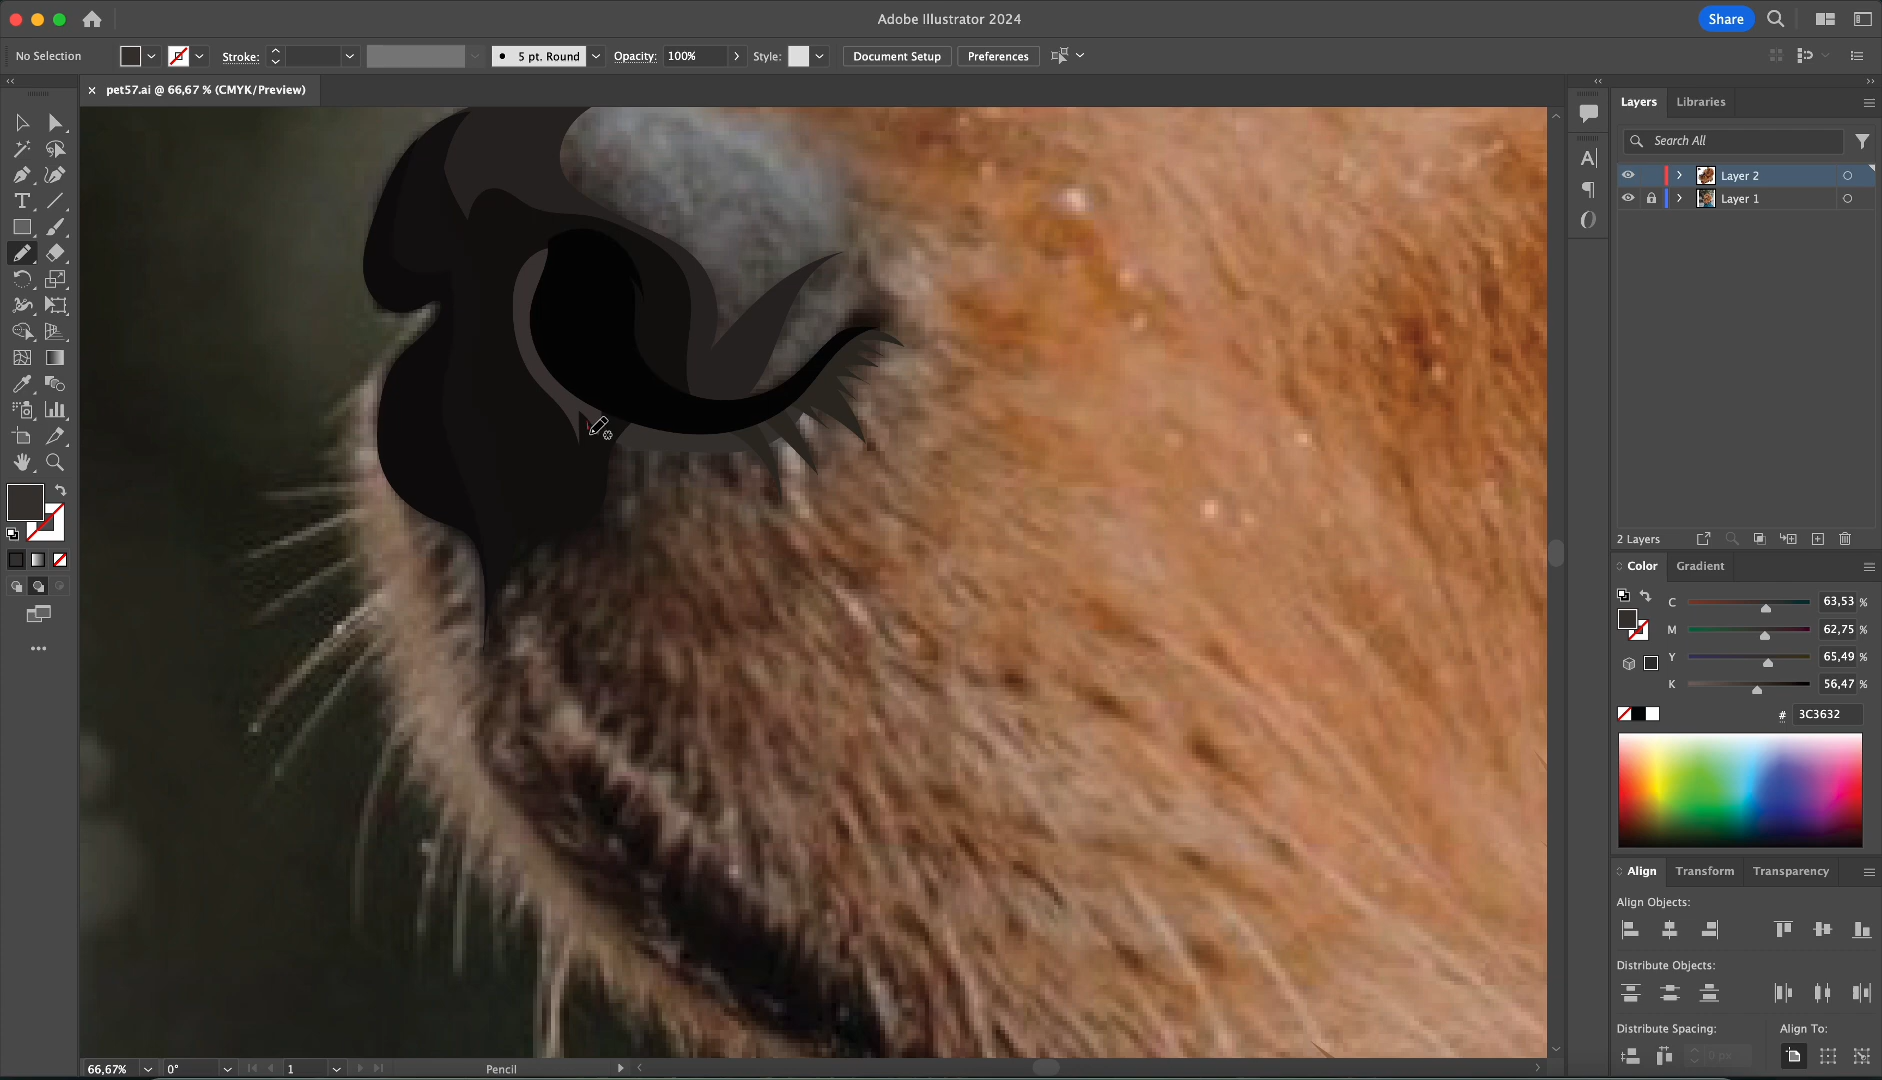 Adobe Illustrator 2024
Share
No Selection
Stroke:
5 pt. Round
Opacity:
100%
Style:
Document Setup
Preferences
pet57.ai @ 66,67 % (CMYK/Preview)
Layers
Libraries
Search All
Layer 2
Layer 1
2 Layers
Color
Gradient
C
63,53
%
M
62,75
%
Y
65,49
%
K
56,47
%
#
3C3632
Align
Transform
Transparency
Align Objects:
Distribute Objects:
Distribute Spacing:
Align To:
0 px
66,67%
0°
1
Pencil